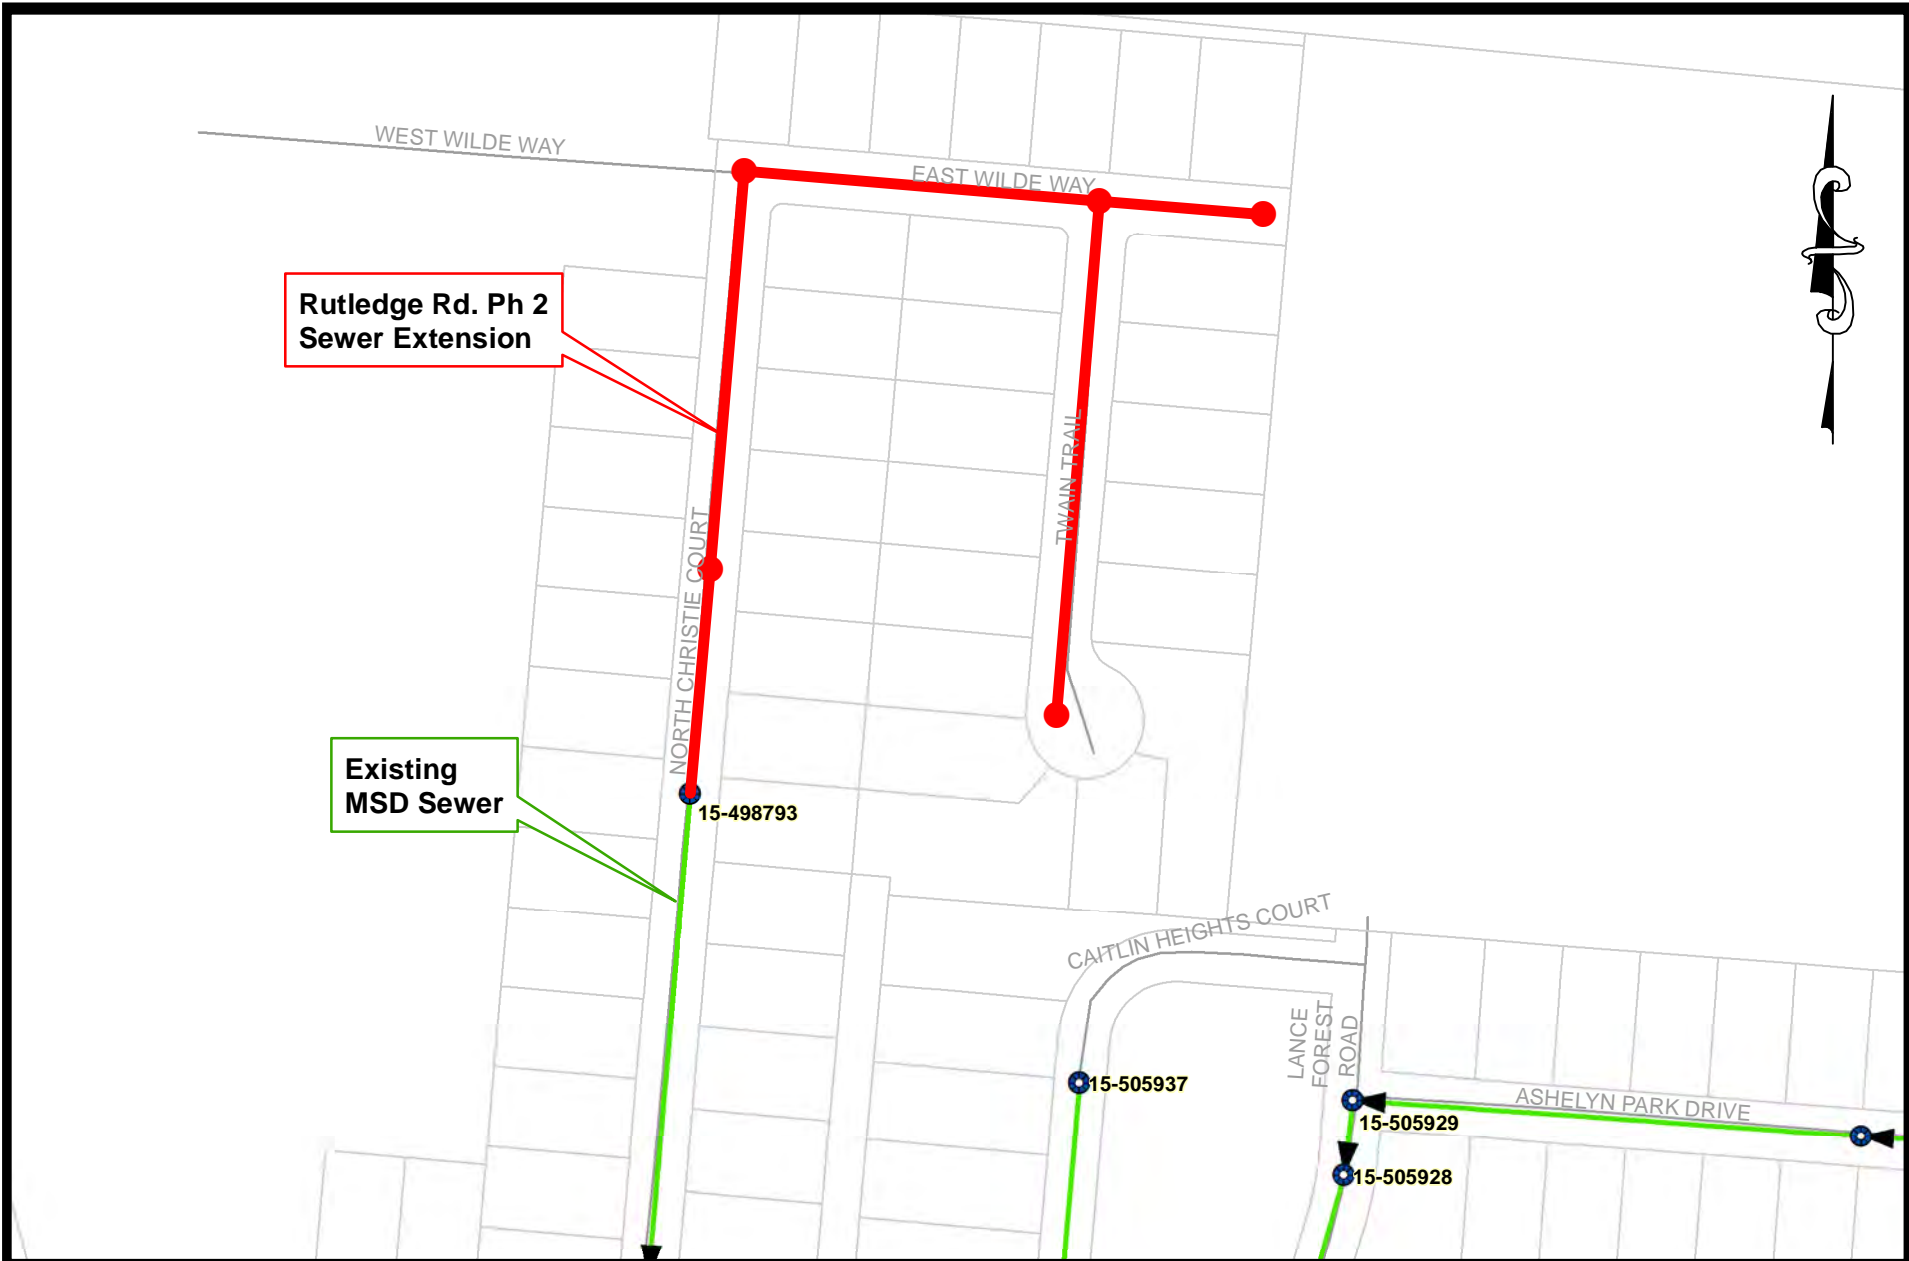 WEST WILDE WAY
EAST WILDE WAY
Rutledge Rd. Ph 2
Sewer Extension
TWAIN TRAIL
NORTH CHRISTIE COURT
Existing
MSD Sewer
15-498793
CAITLIN HEIGHTS COURT
LANCE
FOREST
ROAD
15-505937
ASHELYN PARK DRIVE
15-505929
15-505928